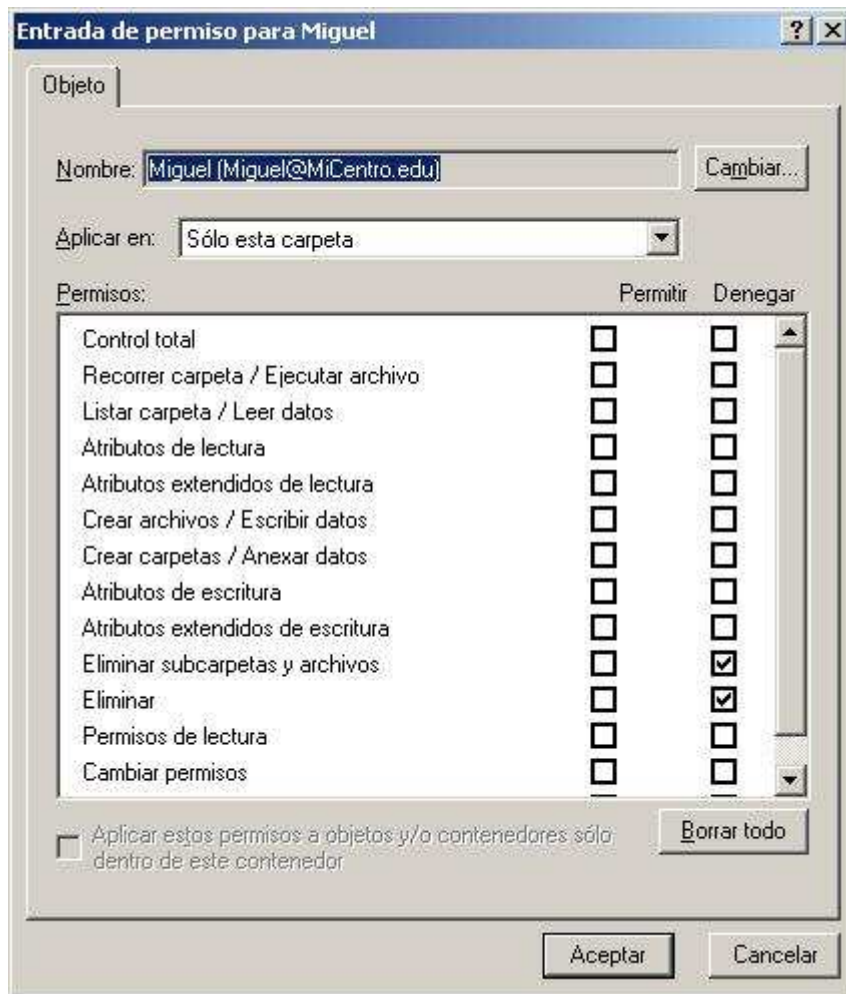 Entrada de permiso para Miguel
Objeto
Nombre: Miguel (Miguel@MiCentro.edu) Cambiar...
Aplicar en: Sólo esta carpeta
Permisos: Permitir Denegar
Control total
Recorrer carpeta / Ejecutar archivo
Listar carpeta / Leer datos
Atributos de lectura
Atributos extendidos de lectura
Crear archivos / Escribir datos
Crear carpetas / Anexar datos
Atributos de escritura
Atributos extendidos de escritura
Eliminar subcarpetas y archivos
Eliminar
Permisos de lectura
Cambiar permisos
Aplicar estos permisos a objetos y/o contenedores sólo
dentro de este contenedor
Borrar todo
Aceptar Cancelar